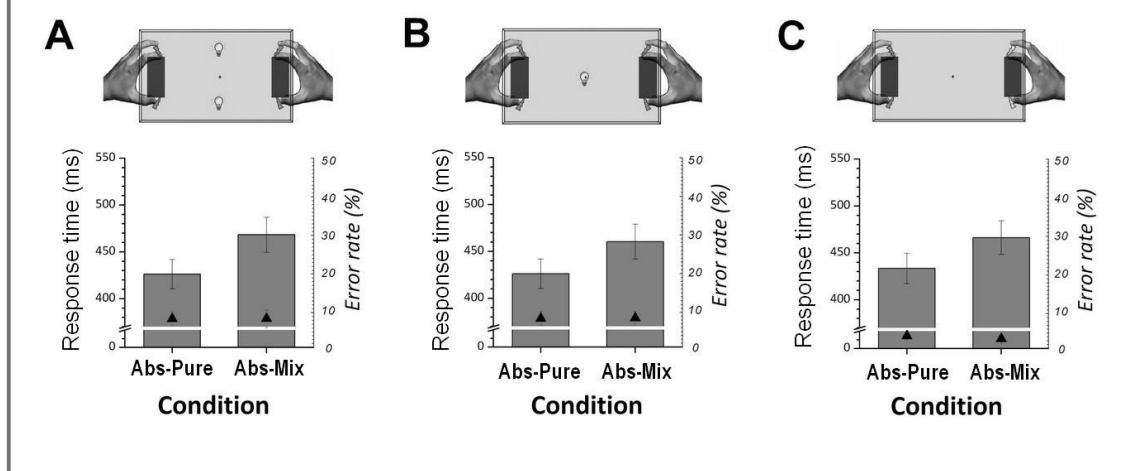 A
Response time (ms)
550
500
450
400
0
50
40
30
20
10
0
Error rate (%)
Abs-Pure Abs-Mix
Condition
B
Response time (ms)
550
500
450
400
0
50
40
30
20
10
0
Error rate (%)
Abs-Pure Abs-Mix
Condition
C
Response time (ms)
550
500
450
400
0
50
40
30
20
10
0
Error rate (%)
Abs-Pure Abs-Mix
Condition